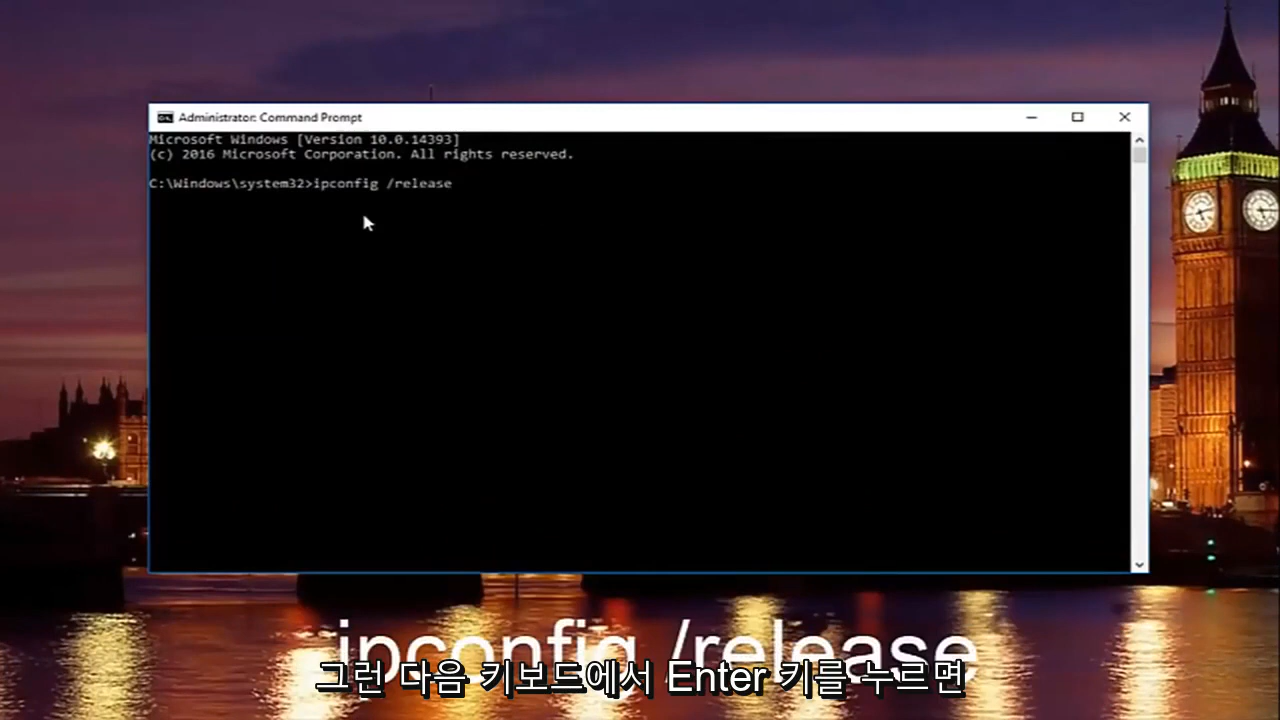 Administrator: Command Prompt
Microsoft Windows [Version 10.0.14393]
(c) 2016 Microsoft Corporation. All rights reserved.
C:\Windows\system32>ipconfig /release
ipconfig /release
그런 다음 키보드에서 Enter 키를 누르면